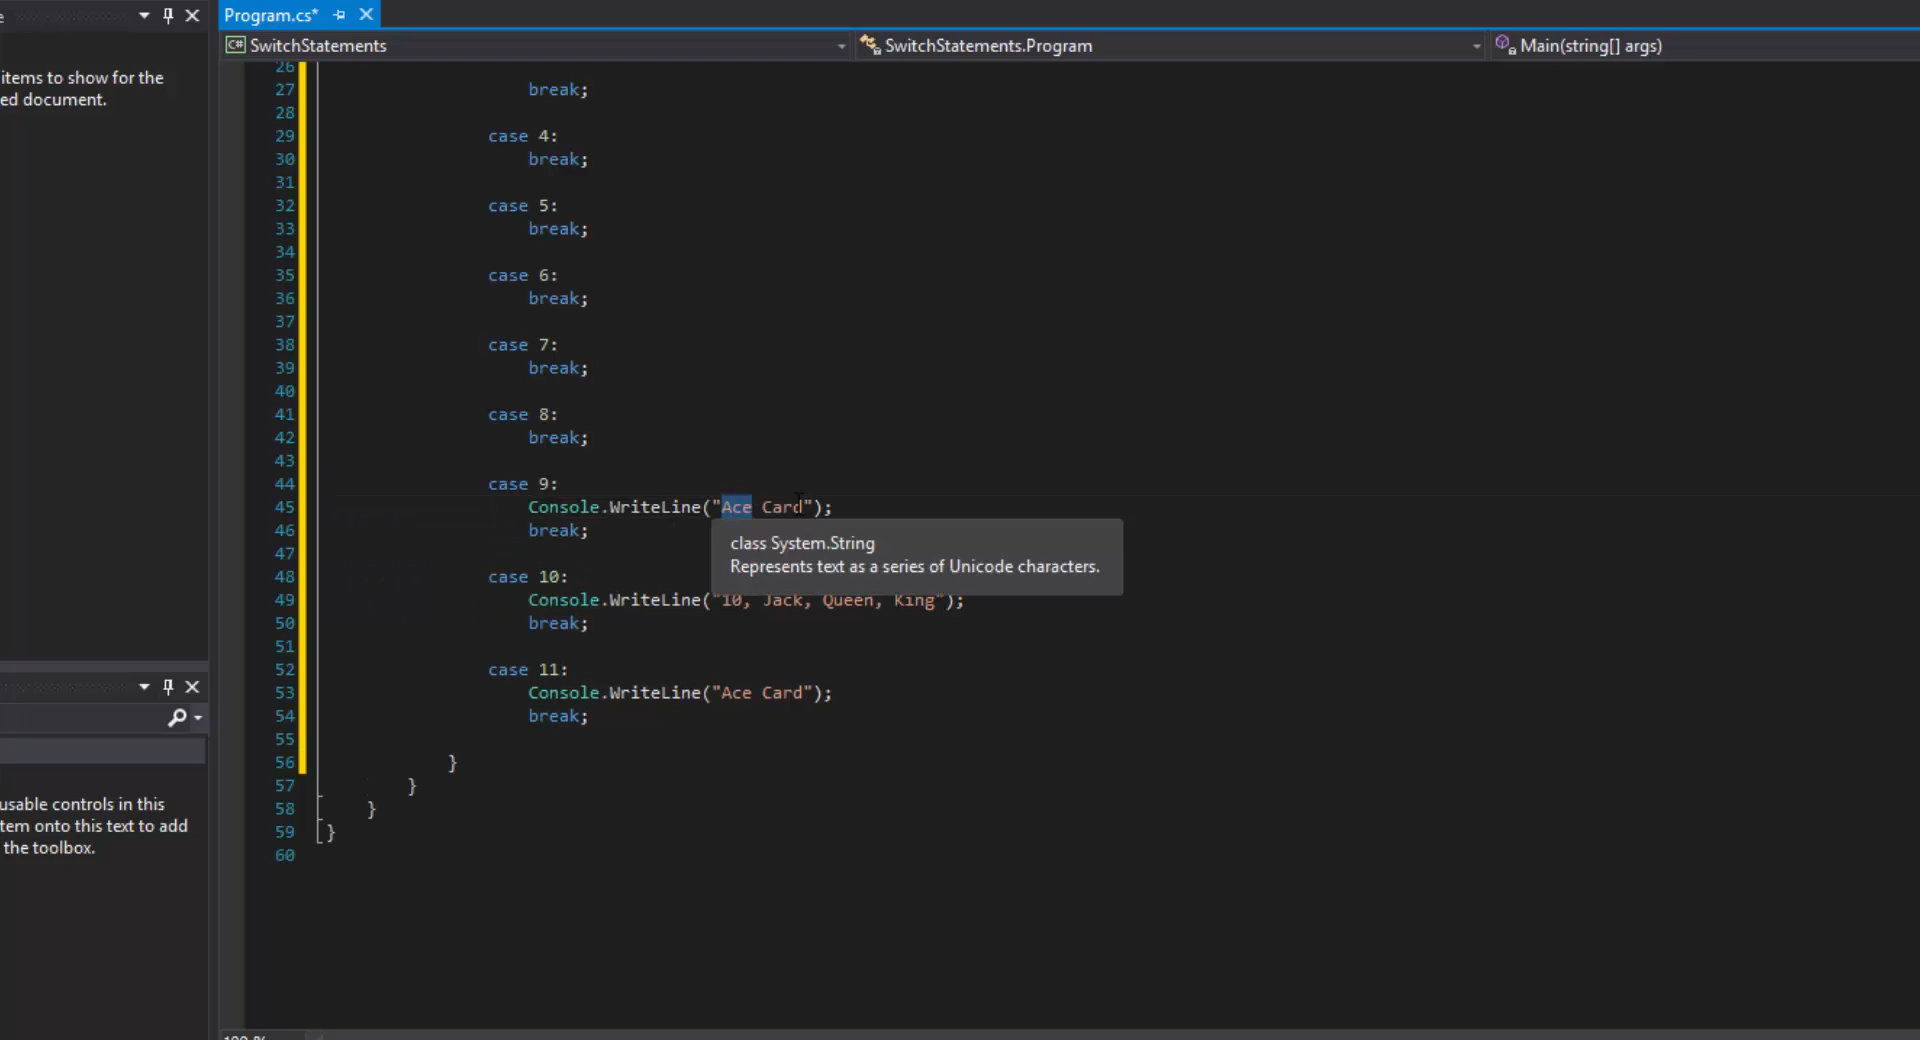 e
Program.cs*
SwitchStatements
SwitchStatements.Program
Main(string[] args)
items to show for the
ed document.
26
27 break;
28
29 case 4:
30 break;
31
32 case 5:
33 break;
34
35 case 6:
36 break;
37
38 case 7:
39 break;
40
41 case 8:
42 break;
43
44 case 9:
45 Console.WriteLine("Ace Card");
46 break;
class System.String
Represents text as a series of Unicode characters.
47
48 case 10:
49 Console.WriteLine("10, Jack, Queen, King");
50 break;
51
52 case 11:
53 Console.WriteLine("Ace Card");
54 break;
55
56 }
57 }
58 }
59 }
60
usable controls in this
tem onto this text to add
the toolbox.